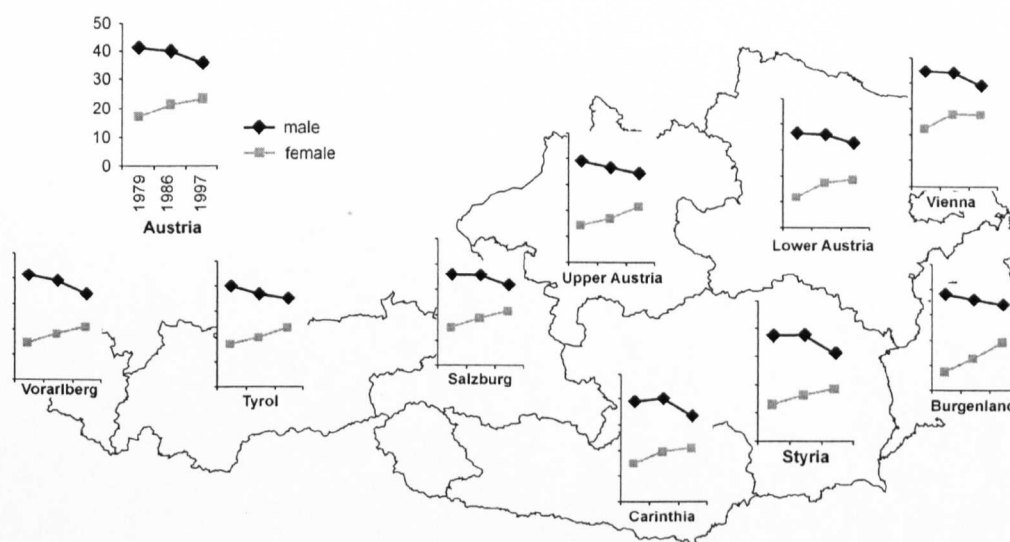 50
40
30
20
10
0
1979
1986
1997
Austria
male
female
Vienna
Lower Austria
Upper Austria
Vorarlberg
Tyrol
Salzburg
Burgenland
Styria
Carinthia